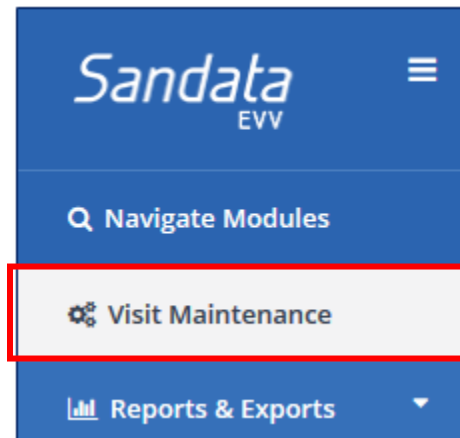 Sandata
EVV
Navigate Modules
Visit Maintenance
Reports & Exports